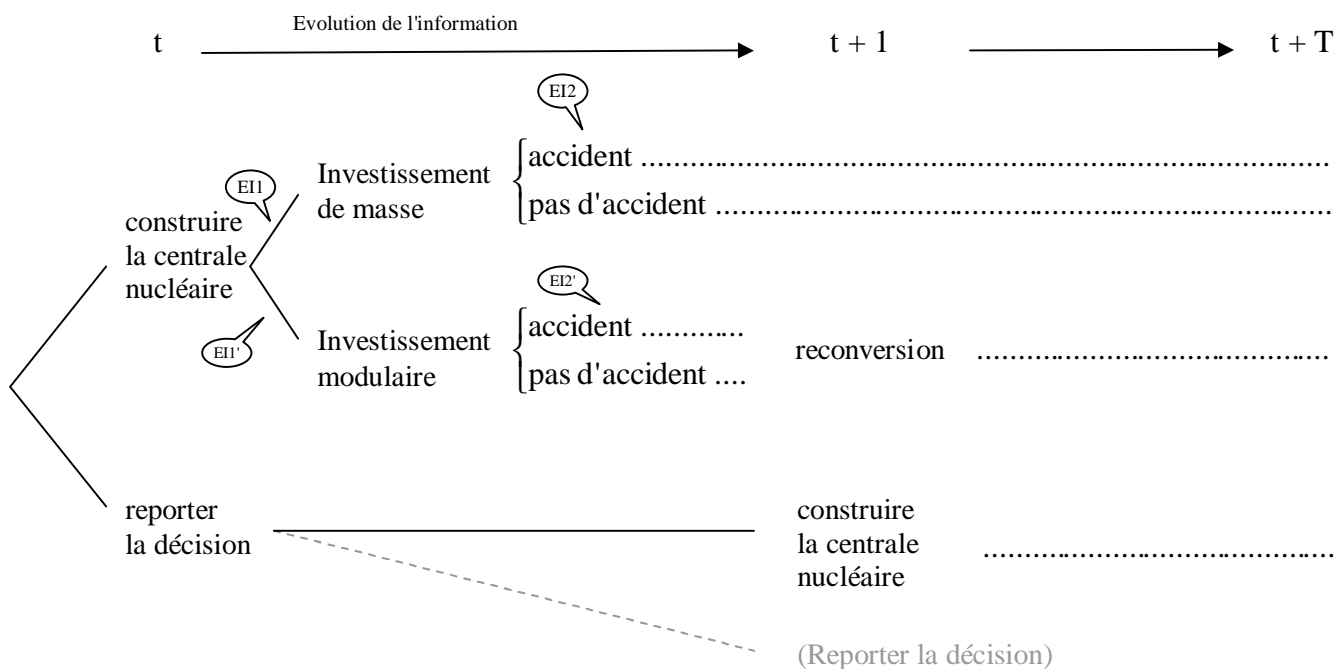 Evolution de l'information
t
t + 1
t + T
EI2
accident ..............................................................................................
pas d'accident ....................................................................................
EI1
Investissement
de masse
construire
la centrale
nucléaire
EI2'
accident .............
pas d'accident ....
EI1'
Investissement
modulaire
reconversion ...............................................
reporter
la décision
construire
la centrale
nucléaire
..............................................
(Reporter la décision)